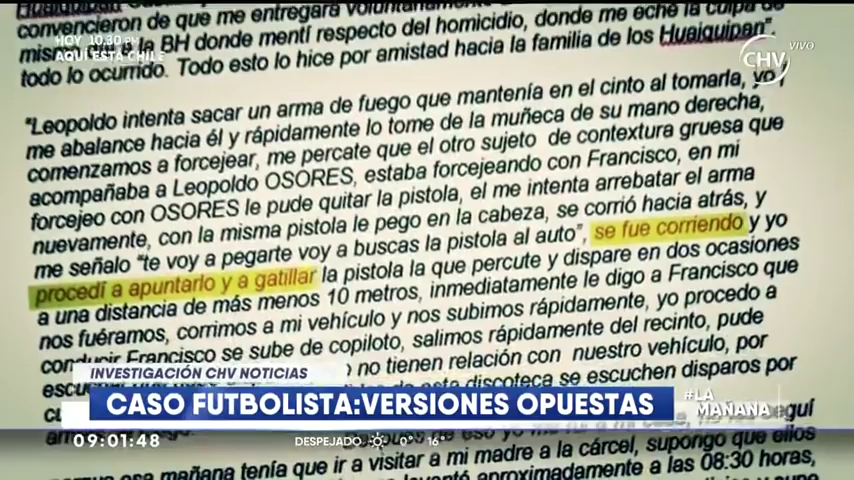 Huaiquipan
convencieron de que me entregara voluntariamente
mismo día a la BH donde mentí respecto del homicidio, donde me eché la culpa de
todo lo ocurrido. Todo esto lo hice por amistad hacia la familia de los Huaiquipan"
HOY 10.30 PM
AQUÍ ESTÁ CHILE
CHV VIVO
"Leopoldo intenta sacar un arma de fuego que mantenía en el cinto al tomarla, yo
me abalance hacia él y rápidamente lo tome de la muñeca de su mano derecha,
comenzamos a forcejear, me percate que el otro sujeto de contextura gruesa que
acompañaba a Leopoldo OSORES, estaba forcejeando con Francisco, en mi
forcejeo con OSORES le pude quitar la pistola, el me intenta arrebatar el arma
nuevamente, con la misma pistola le pego en la cabeza, se corrió hacia atrás, y
me señalo "te voy a pegarte voy a buscas la pistola al auto", se fue corriendo y yo
procedí a apuntarlo y a gatillar la pistola la que percute y dispare en dos ocasiones
a una distancia de más menos 10 metros, inmediatamente le digo a Francisco que
nos fuéramos, corrimos a mi vehículo y nos subimos rápidamente, yo procedo a
conducir Francisco se sube de copiloto, salimos rápidamente del recinto, pude
no tienen relación con nuestro vehículo, por
discoteca se escuchen disparos por
INVESTIGACIÓN CHV NOTICIAS
CASO FUTBOLISTA:VERSIONES OPUESTAS
#LA
MAÑANA
09:01:48
DESPEJADO 0° 16°
esa mañana tenía que ir a visitar a mi madre a la cárcel, supongo que ellos
aproximadamente a las 08:30 horas,